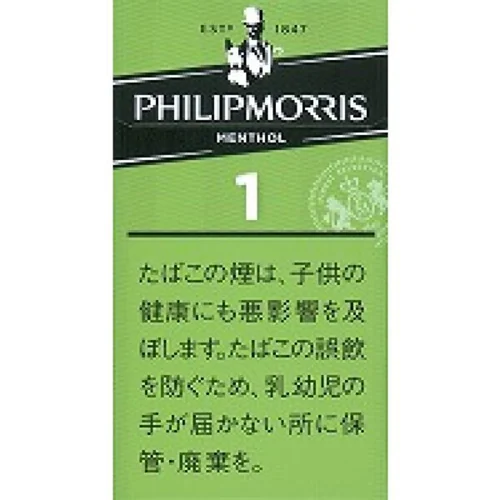 ESTD 1847
PHILIPMORRIS
MENTHOL
1
たばこの煙は、子供の
健康にも悪影響を及
ぼします。たばこの誤飲
を防ぐため、乳幼児の
手が届かない所に保
管・廃棄を。